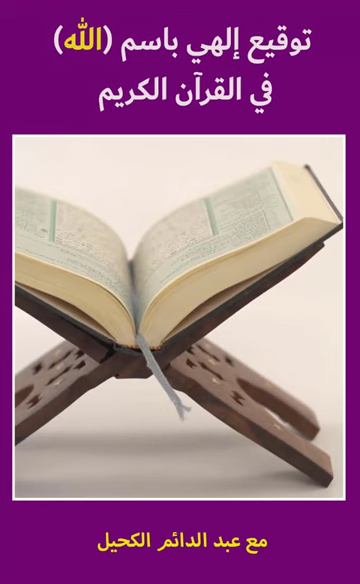 توقيع إلهي باسم (الله)
في القرآن الكريم
مع عبد الدائم الكحيل